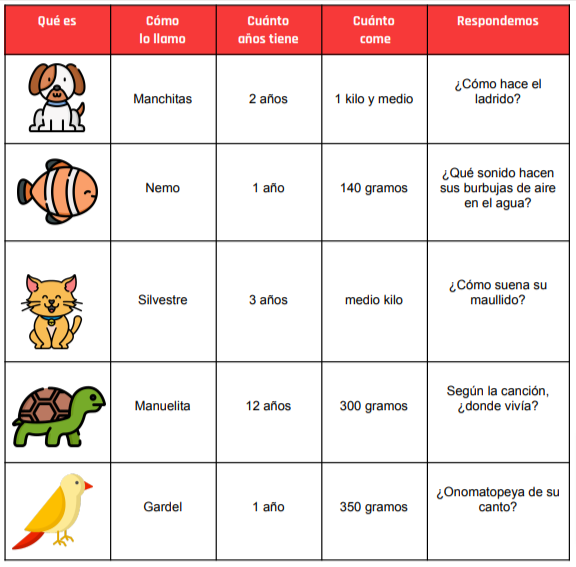 Qué es
Cómo
lo llamo
Cuánto
años tiene
Cuánto
come
Respondemos
Manchitas
2 años
1 kilo y medio
¿Cómo hace el
ladrido?
Nemo
1 año
140 gramos
¿Qué sonido hacen
sus burbujas de aire
en el agua?
Silvestre
3 años
medio kilo
¿Cómo suena su
maullido?
Manuelita
12 años
300 gramos
Según la canción,
¿donde vivía?
Gardel
1 año
350 gramos
¿Onomatopeya de su
canto?